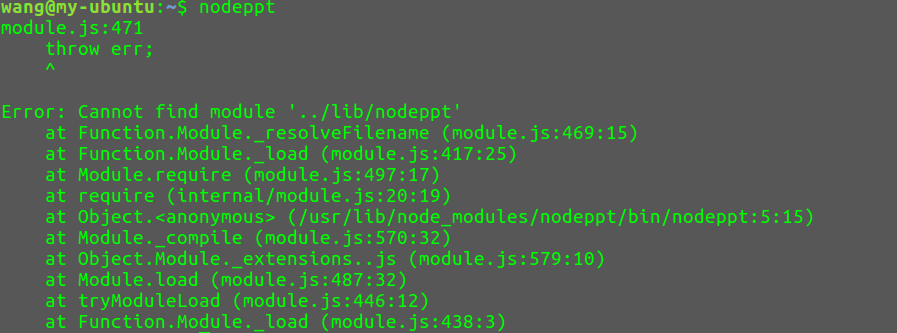 wang@my-ubuntu:~$ nodeppt
module.js:471
    throw err;
    ^
Error: Cannot find module '../lib/nodeppt'
    at Function.Module._resolveFilename (module.js:469:15)
    at Function.Module._load (module.js:417:25)
    at Module.require (module.js:497:17)
    at require (internal/module.js:20:19)
    at Object.<anonymous> (/usr/lib/node_modules/nodeppt/bin/nodeppt:5:15)
    at Module._compile (module.js:570:32)
    at Object.Module._extensions..js (module.js:579:10)
    at Module.load (module.js:487:32)
    at tryModuleLoad (module.js:446:12)
    at Function.Module._load (module.js:438:3)